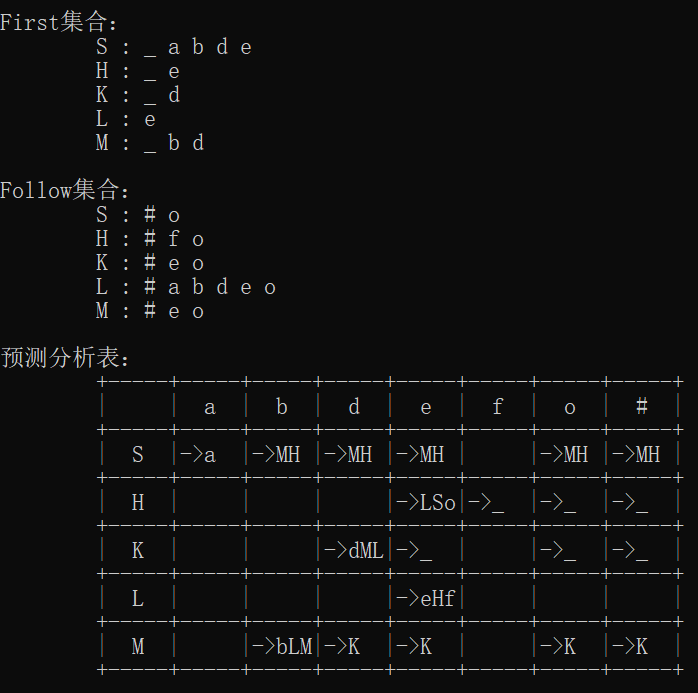 First集合:
S : _ a b d e
H : _ e
K : _ d
L : e
M : _ b d
Follow集合:
S : # o
H : # f o
K : # e o
L : # a b d e o
M : # e o
预测分析表:
+-----+-----+-----+-----+-----+-----+-----+-----+
|     |  a  |  b  |  d  |  e  |  f  |  o  |  #  |
+-----+-----+-----+-----+-----+-----+-----+-----+
|  S  |->a  |->MH |->MH |->MH |     |->MH |->MH |
+-----+-----+-----+-----+-----+-----+-----+-----+
|  H  |     |     |     |->LSo|->_  |->_  |->_  |
+-----+-----+-----+-----+-----+-----+-----+-----+
|  K  |     |     |->dML|->_  |     |->_  |->_  |
+-----+-----+-----+-----+-----+-----+-----+-----+
|  L  |     |     |     |->eHf|     |     |     |
+-----+-----+-----+-----+-----+-----+-----+-----+
|  M  |     |->bLM|->K  |->K  |     |->K  |->K  |
+-----+-----+-----+-----+-----+-----+-----+-----+